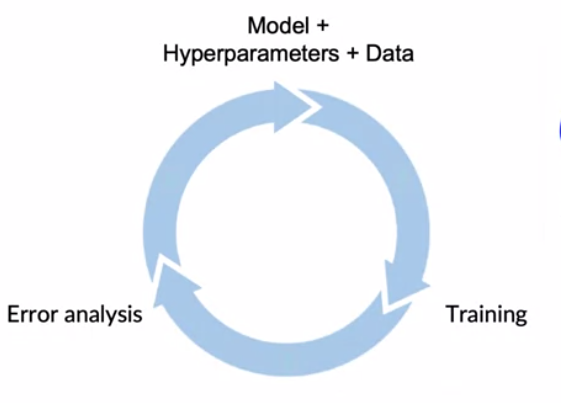 Model +
Hyperparameters + Data
Error analysis
Training